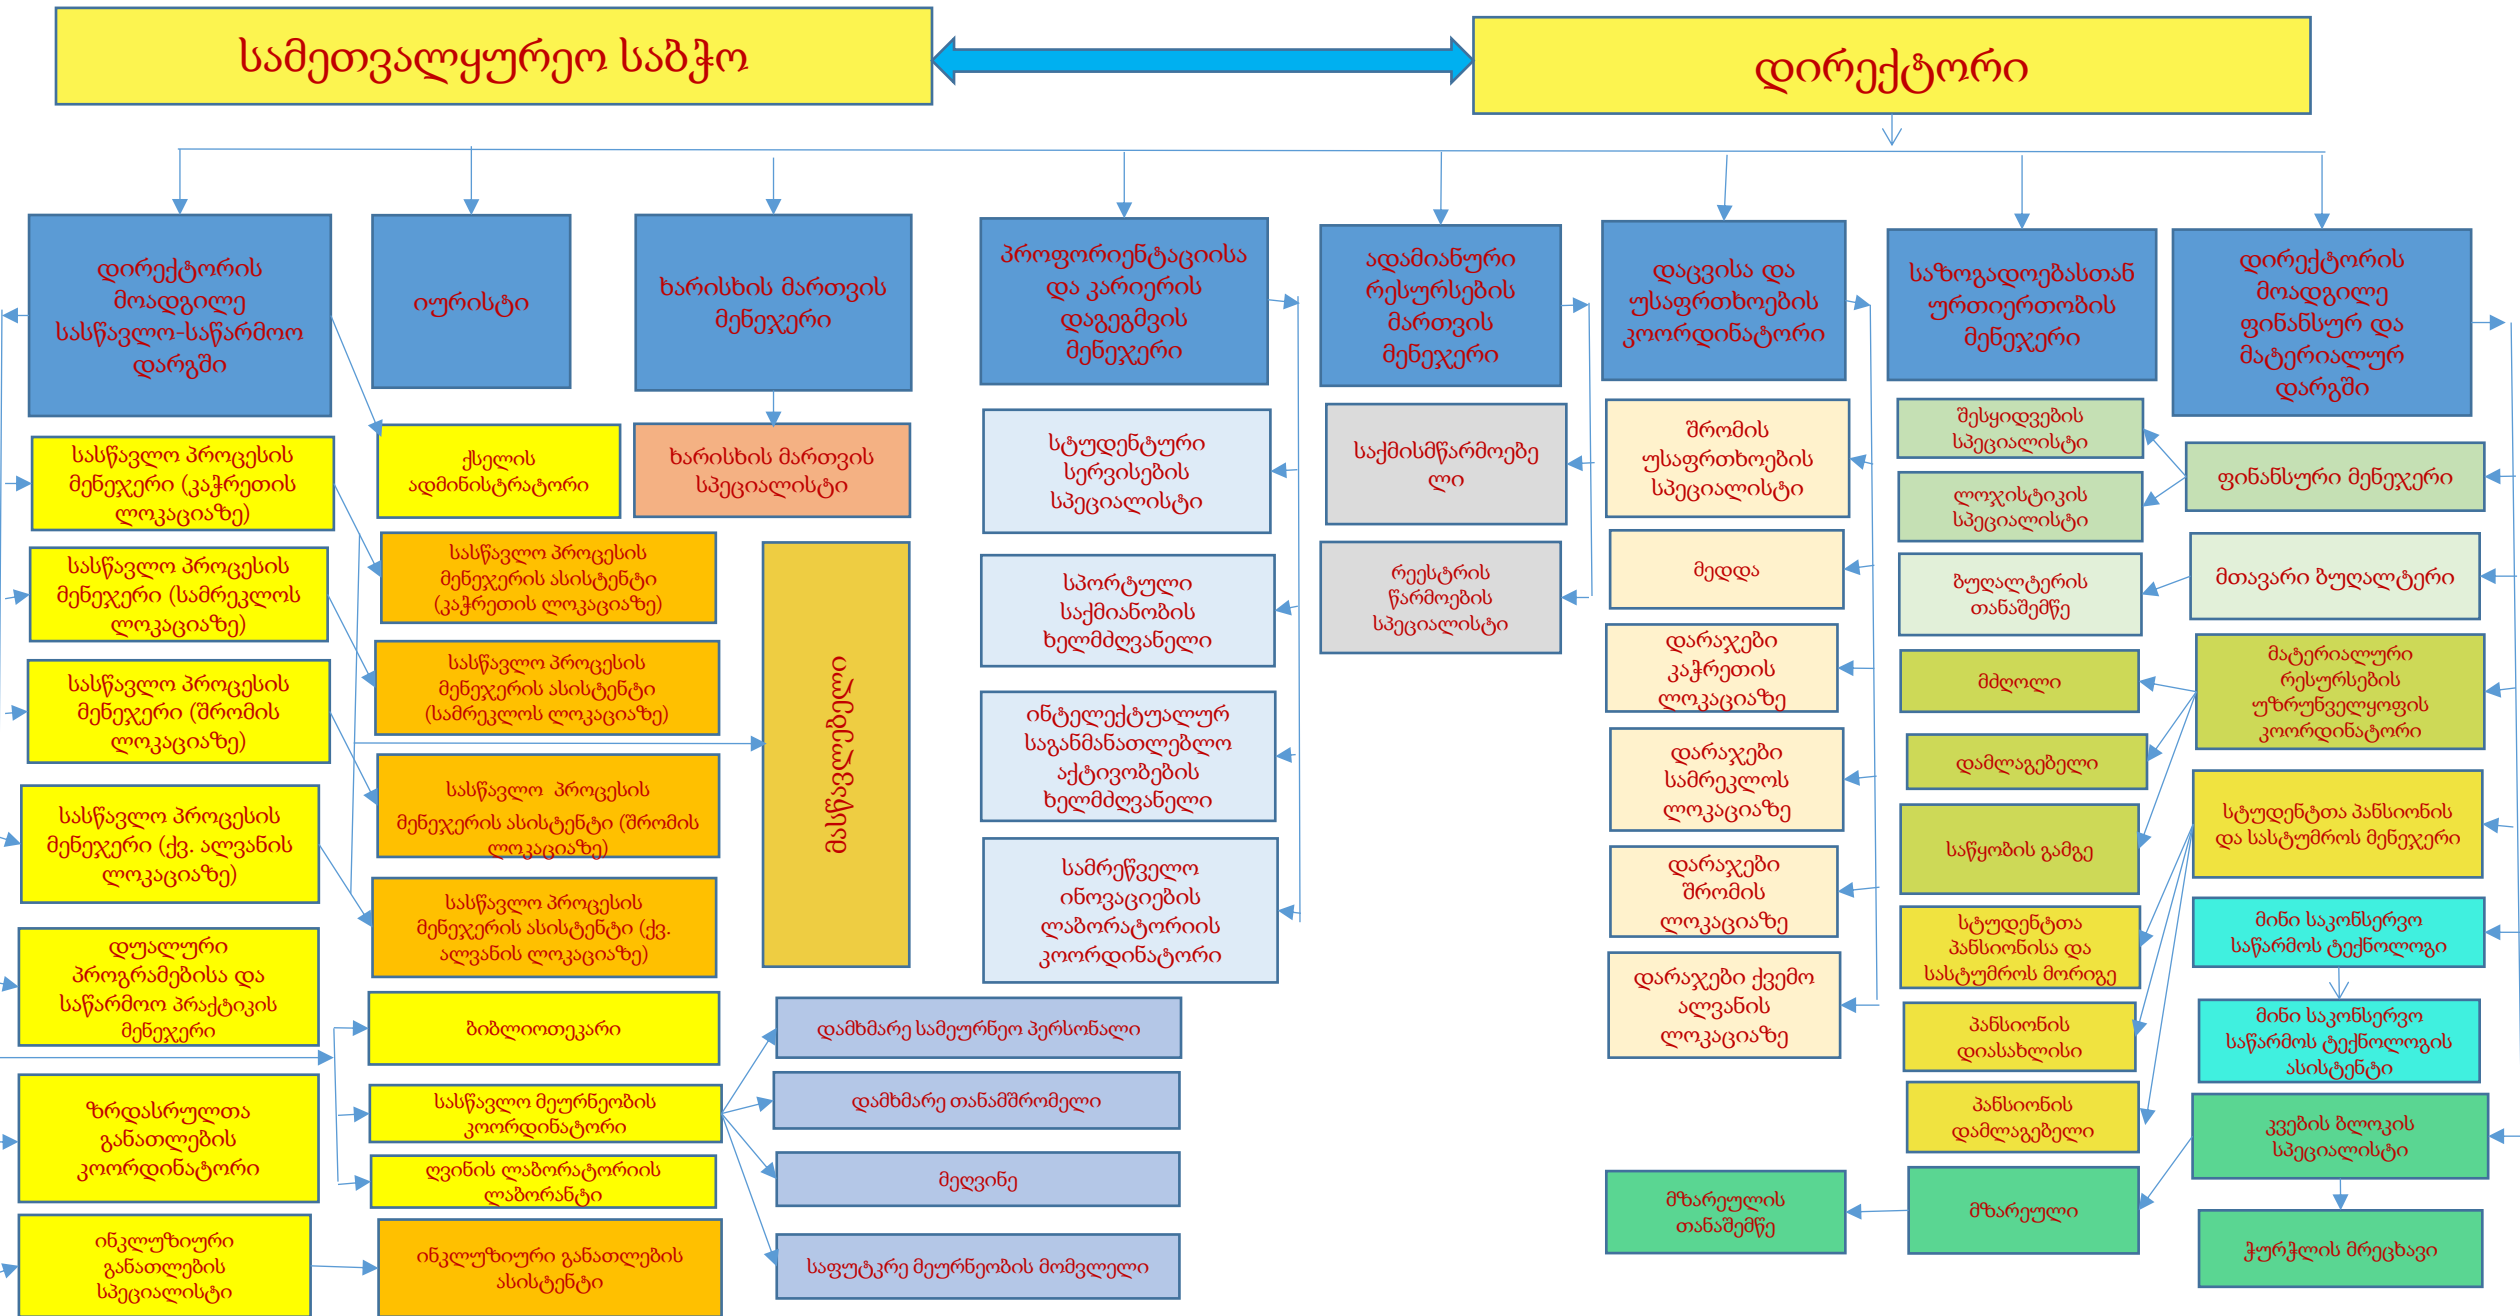 სამეთვალყურეო საბჭო
დირექტორი
დირექტორის
მოადგილე
სასწავლო-საწარმოო
დარგში
იურისტი
ხარისხის მართვის
მენეჯერი
პროფორიენტაციისა
და კარიერის
დაგეგმვის
მენეჯერი
ადამიანური
რესურსების
მართვის
მენეჯერი
დაცვისა და
უსაფრთხოების
კოორდინატორი
საზოგადოებასთან
ურთიერთობის
მენეჯერი
დირექტორის
მოადგილე
ფინანსურ და
მატერიალურ
დარგში
სასწავლო პროცესის
მენეჯერი (კაჭრეთის
ლოკაციაზე)
სასწავლო პროცესის
მენეჯერი (სამრეკლოს
ლოკაციაზე)
სასწავლო პროცესის
მენეჯერი (შრომის
ლოკაციაზე)
სასწავლო პროცესის
მენეჯერი (ქვ. ალვანის
ლოკაციაზე)
დუალური
პროგრამებისა და
საწარმოო პრაქტიკის
მენეჯერი
ზრდასრულთა
განათლების
კოორდინატორი
ინკლუზიური
განათლების
სპეციალისტი
ქსელის
ადმინისტრატორი
სასწავლო პროცესის
მენეჯერის ასისტენტი
(კაჭრეთის ლოკაციაზე)
სასწავლო პროცესის
მენეჯერის ასისტენტი
(სამრეკლოს ლოკაციაზე)
სასწავლო  პროცესის
მენეჯერის ასისტენტი (შრომის
ლოკაციაზე)
სასწავლო პროცესის
მენეჯერის ასისტენტი (ქვ.
ალვანის ლოკაციაზე)
ბიბლიოთეკარი
სასწავლო მეურნეობის
კოორდინატორი
ღვინის ლაბორატორიის
ლაბორანტი
ინკლუზიური განათლების
ასისტენტი
ხარისხის მართვის
სპეციალისტი
მასწავლებელი
დამხმარე სამეურნეო პერსონალი
დამხმარე თანამშრომელი
მეღვინე
საფუტკრე მეურნეობის მომვლელი
სტუდენტური
სერვისების
სპეციალისტი
სპორტული
საქმიანობის
ხელმძღვანელი
ინტელექტუალურ
საგანმანათლებლო
აქტივობების
ხელმძღვანელი
სამრეწველო
ინოვაციების
ლაბორატორიის
კოორდინატორი
საქმისმწარმოებე
ლი
რეესტრის
წარმოების
სპეციალისტი
შრომის
უსაფრთხოების
სპეციალისტი
მედდა
დარაჯები
კაჭრეთის
ლოკაციაზე
დარაჯები
სამრეკლოს
ლოკაციაზე
დარაჯები
შრომის
ლოკაციაზე
დარაჯები ქვემო
ალვანის
ლოკაციაზე
მზარეულის
თანაშემწე
შესყიდვების
სპეციალისტი
ლოჯისტიკის
სპეციალისტი
ბუღალტერის
თანაშემწე
მძღოლი
დამლაგებელი
საწყობის გამგე
სტუდენტთა
პანსიონისა და
სასტუმროს მორიგე
პანსიონის
დიასახლისი
პანსიონის
დამლაგებელი
მზარეული
ფინანსური მენეჯერი
მთავარი ბუღალტერი
მატერიალური
რესურსების
უზრუნველყოფის
კოორდინატორი
სტუდენტთა პანსიონის
და სასტუმროს მენეჯერი
მინი საკონსერვო
საწარმოს ტექნოლოგი
მინი საკონსერვო
საწარმოს ტექნოლოგის
ასისტენტი
კვების ბლოკის
სპეციალისტი
ჭურჭლის მრეცხავი